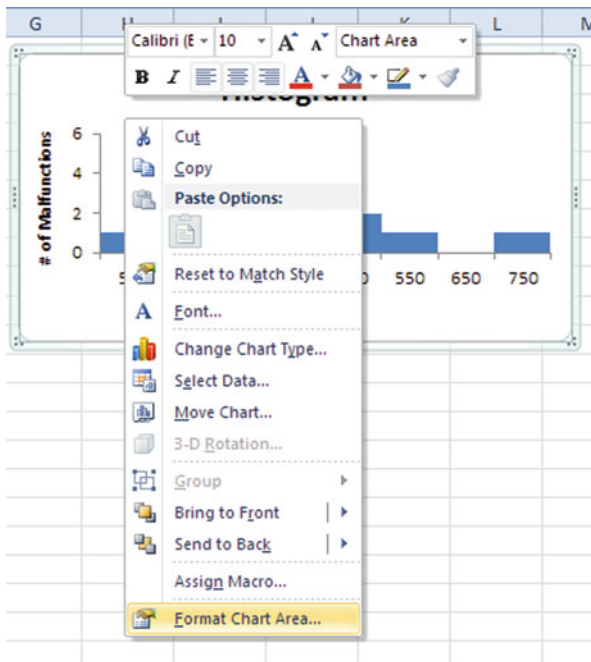 G H I J K L M
Calibri (E 10 A A Chart Area
B I A
Histogram
# of Malfunctions
6
4
2
0
550 650 750
Cut
Copy
Paste Options:
Reset to Match Style
A Font...
Change Chart Type...
Select Data...
Move Chart...
3-D Rotation...
Group
Bring to Front
Send to Back
Assign Macro...
Format Chart Area...